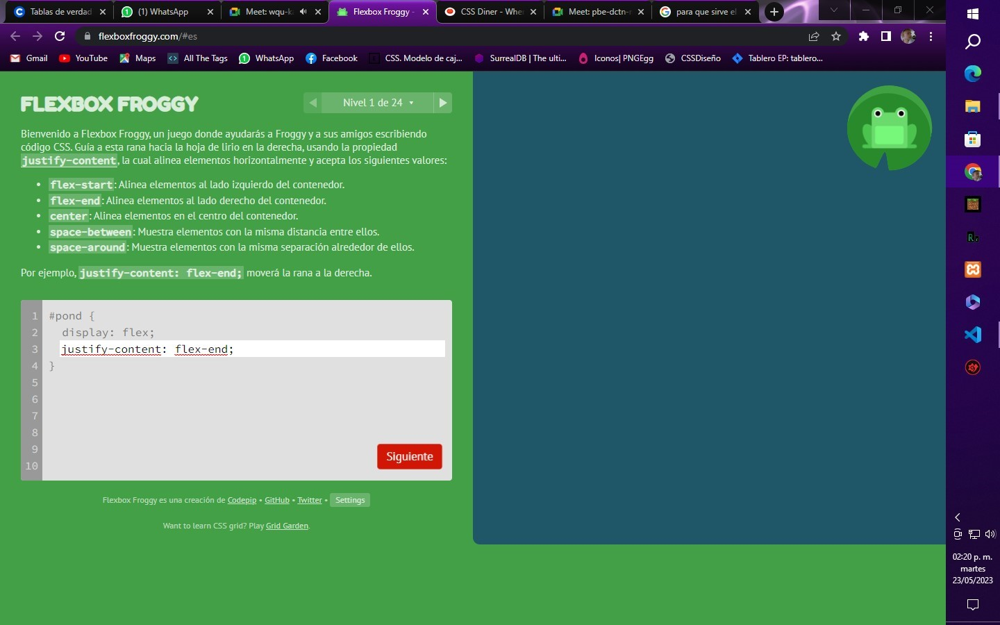 Tablas de verdad
(1) WhatsApp
Meet: wqu-k
Flexbox Froggy -
CSS Diner - Whe
Meet: pbe-dctn-
para que sirve el
flexboxfroggy.com/#es
Gmail YouTube Maps All The Tags WhatsApp Facebook CSS. Modelo de caj... SurrealDB | The ulti... Iconos| PNGEgg CSSDiseño Tablero EP: tablero...
FLEXBOX FROGGY
Nivel 1 de 24
Bienvenido a Flexbox Froggy, un juego donde ayudarás a Froggy y a sus amigos escribiendo
código CSS. Guía a esta rana hacia la hoja de lirio en la derecha, usando la propiedad
justify-content, la cual alinea elementos horizontalmente y acepta los siguientes valores:
• flex-start: Alinea elementos al lado izquierdo del contenedor.
• flex-end: Alinea elementos al lado derecho del contenedor.
• center: Alinea elementos en el centro del contenedor.
• space-between: Muestra elementos con la misma distancia entre ellos.
• space-around: Muestra elementos con la misma separación alrededor de ellos.
Por ejemplo, justify-content: flex-end; moverá la rana a la derecha.
1 #pond {
2 display: flex;
3 justify-content: flex-end;
4 }
5
6
7
8
9
10
Siguiente
Flexbox Froggy es una creación de Codepip • GitHub • Twitter • Settings
Want to learn CSS grid? Play Grid Garden.
02:20 p. m.
martes
23/05/2023